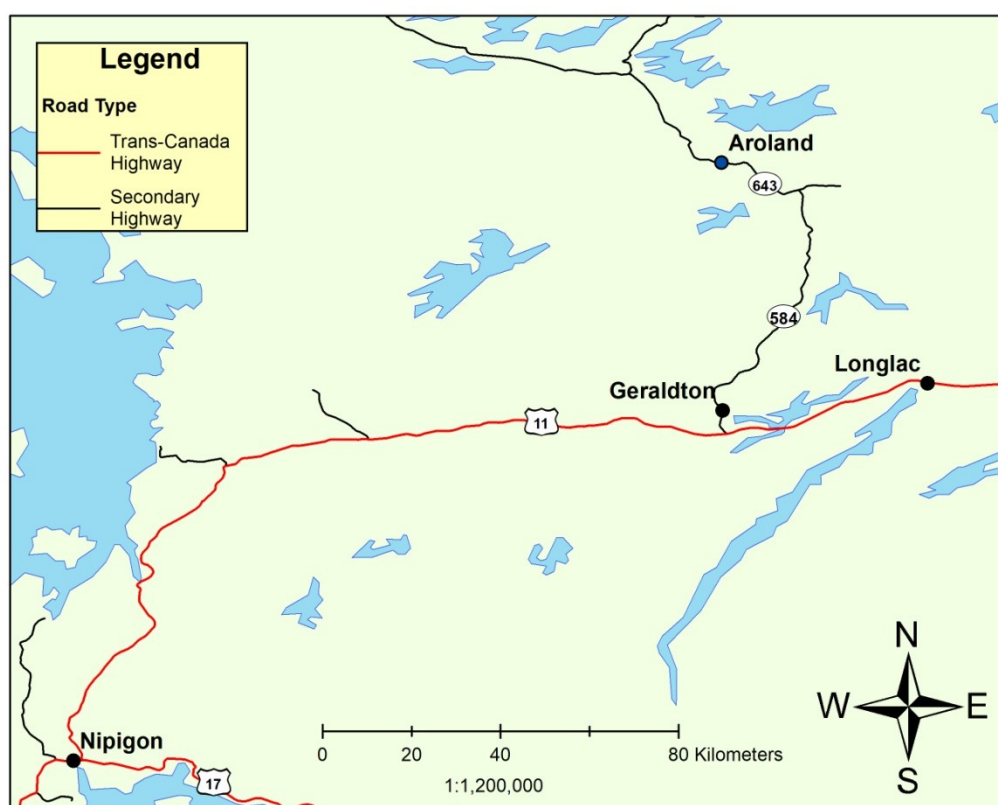 Legend
Road Type
Trans-Canada
Highway
Secondary
Highway
Aroland
643
584
Longlac
Geraldton
11
N
W E
S
Nipigon
17
0 20 40 80 Kilometers
1:1,200,000